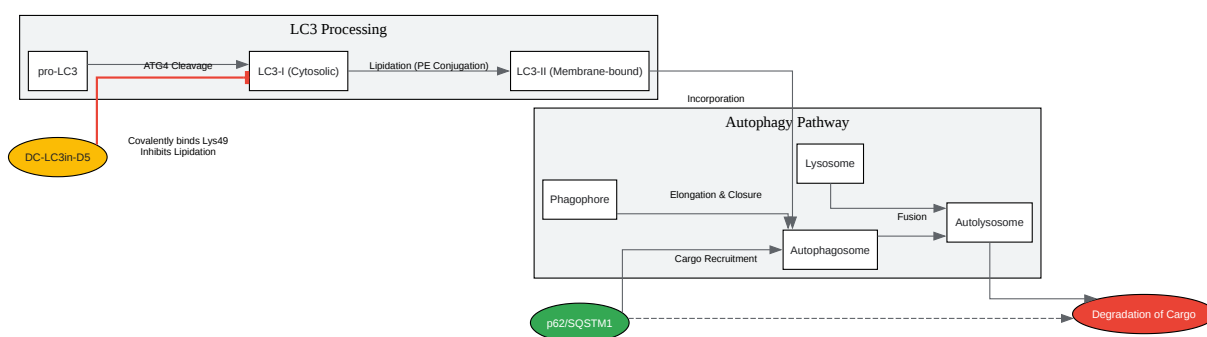 LC3 Processing
pro-LC3
ATG4 Cleavage
LC3-I (Cytosolic)
Lipidation (PE Conjugation)
LC3-II (Membrane-bound)
DC-LC3in-D5
Covalently binds Lys49
Inhibits Lipidation
Incorporation
Autophagy Pathway
Lysosome
Phagophore
Elongation & Closure
Fusion
Autolysosome
Autophagosome
Cargo Recruitment
p62/SQSTM1
Degradation of Cargo